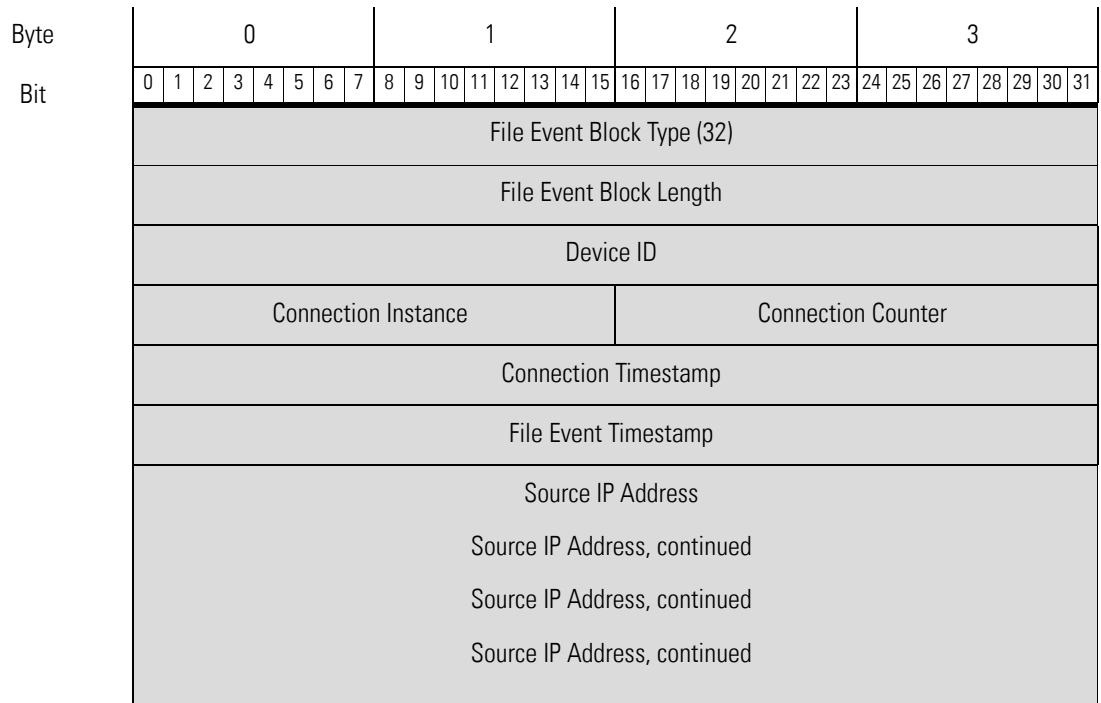 Byte 0 1 2 3
Bit 0 1 2 3 4 5 6 7 8 9 10 11 12 13 14 15 16 17 18 19 20 21 22 23 24 25 26 27 28 29 30 31
File Event Block Type (32)
File Event Block Length
Device ID
Connection Instance Connection Counter
Connection Timestamp
File Event Timestamp
Source IP Address
Source IP Address, continued
Source IP Address, continued
Source IP Address, continued